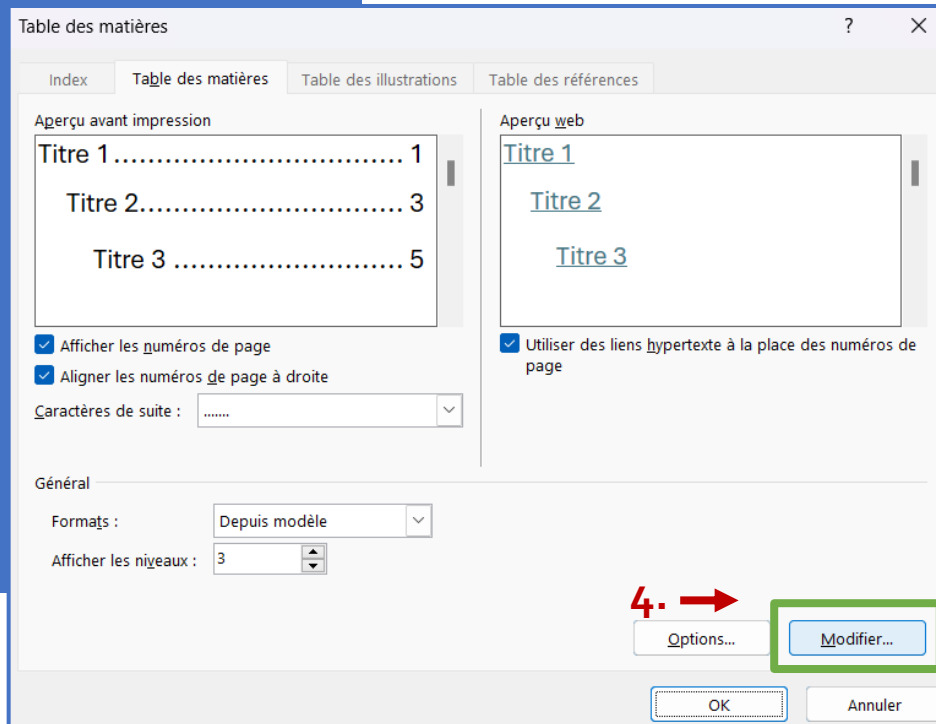 Table des matières ?
Index Table des matières Table des illustrations Table des références
Aperçu avant impression
Titre 1................................ 1
Titre 2............................. 3
Titre 3 ......................... 5
Aperçu web
Titre 1
Titre 2
Titre 3
Afficher les numéros de page
Aligner les numéros de page à droite
Caractères de suite : .......
Utiliser des liens hypertexte à la place des numéros de
page
Général
Formats : Depuis modèle
Afficher les niveaux : 3
4.
Options... Modifier...
OK Annuler